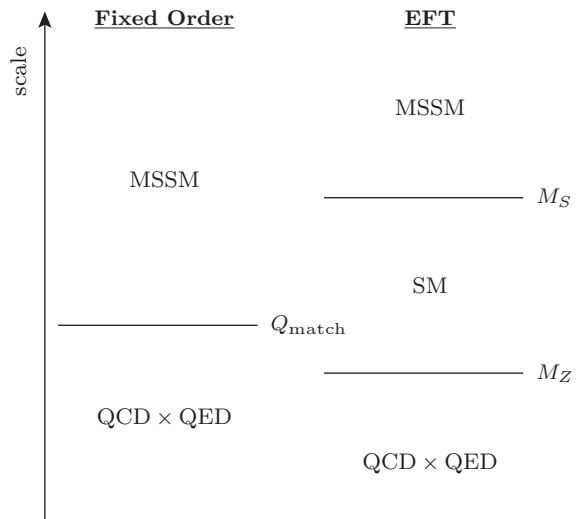 Fixed Order
EFT
scale
MSSM
MSSM
M_S
SM
Q_match
M_Z
QCD × QED
QCD × QED